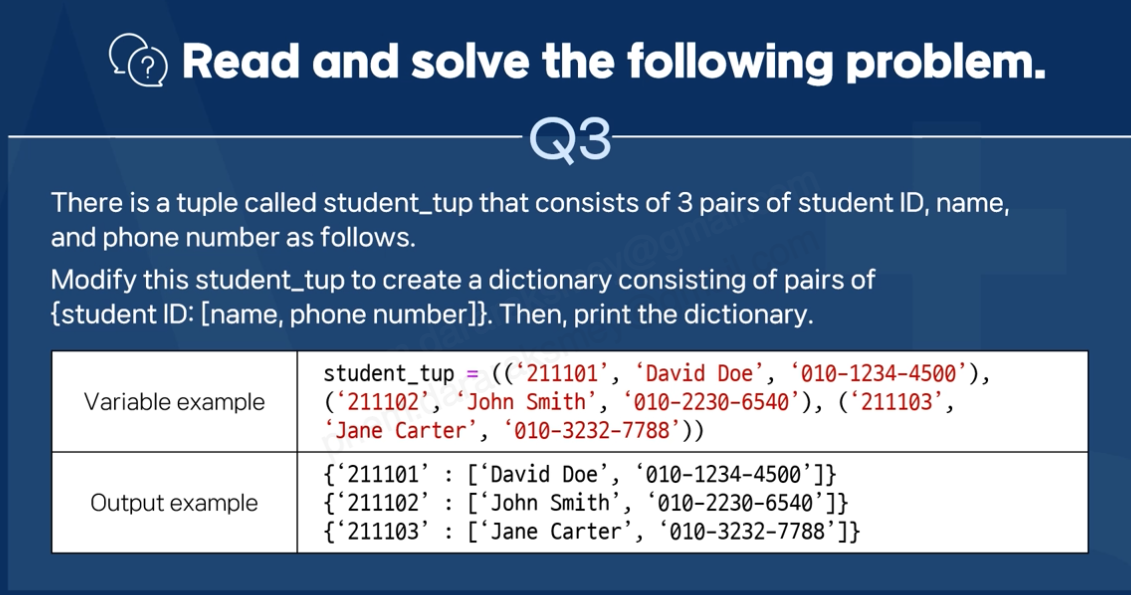 Read and solve the following problem.
Q3
There is a tuple called student_tup that consists of 3 pairs of student ID, name,
and phone number as follows.
Modify this student_tup to create a dictionary consisting of pairs of
{student ID: [name, phone number]}. Then, print the dictionary.
Variable example
student_tup = ((‘211101’, ‘David Doe’, ‘010-1234-4500’),
(‘211102’, ‘John Smith’, ‘010-2230-6540’), (‘211103’,
‘Jane Carter’, ‘010-3232-7788’))
Output example
{‘211101’ : [‘David Doe’, ‘010-1234-4500’]}
{‘211102’ : [‘John Smith’, ‘010-2230-6540’]}
{‘211103’ : [‘Jane Carter’, ‘010-3232-7788’]}